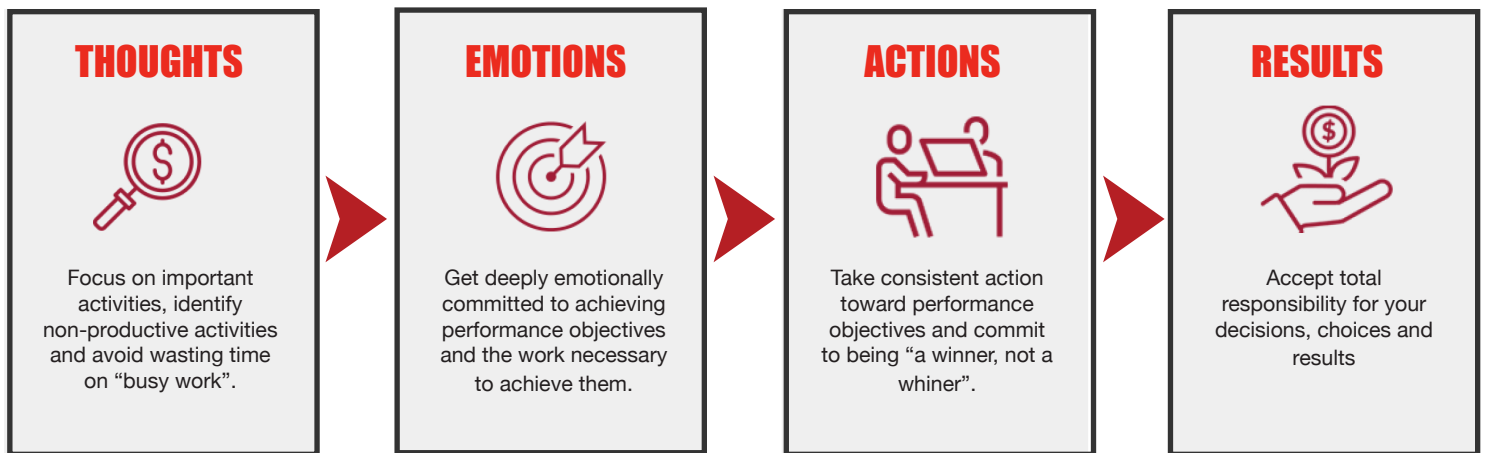 THOUGHTS
$
Focus on important
activities, identify
non-productive activities
and avoid wasting time
on “busy work”.
EMOTIONS
Get deeply emotionally
committed to achieving
performance objectives
and the work necessary
to achieve them.
ACTIONS
Take consistent action
toward performance
objectives and commit
to being “a winner, not a
whiner”.
RESULTS
$
Accept total
responsibility for your
decisions, choices and
results